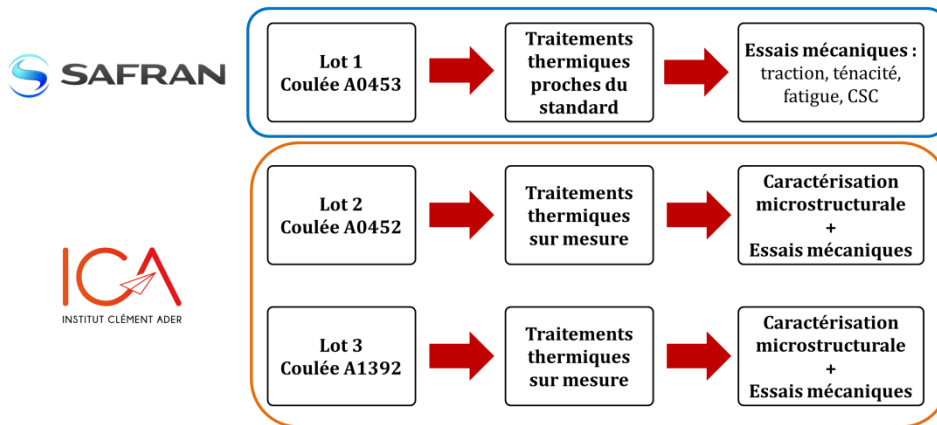 SAFRAN
Lot 1
Coulée A0453
Traitements
thermiques
proches du
standard
Essais mécaniques :
traction, ténacité,
fatigue, CSC
ICA
INSTITUT CLÉMENT ADER
Lot 2
Coulée A0452
Traitements
thermiques
sur mesure
Caractérisation
microstructurale
+
Essais mécaniques
Lot 3
Coulée A1392
Traitements
thermiques
sur mesure
Caractérisation
microstructurale
+
Essais mécaniques